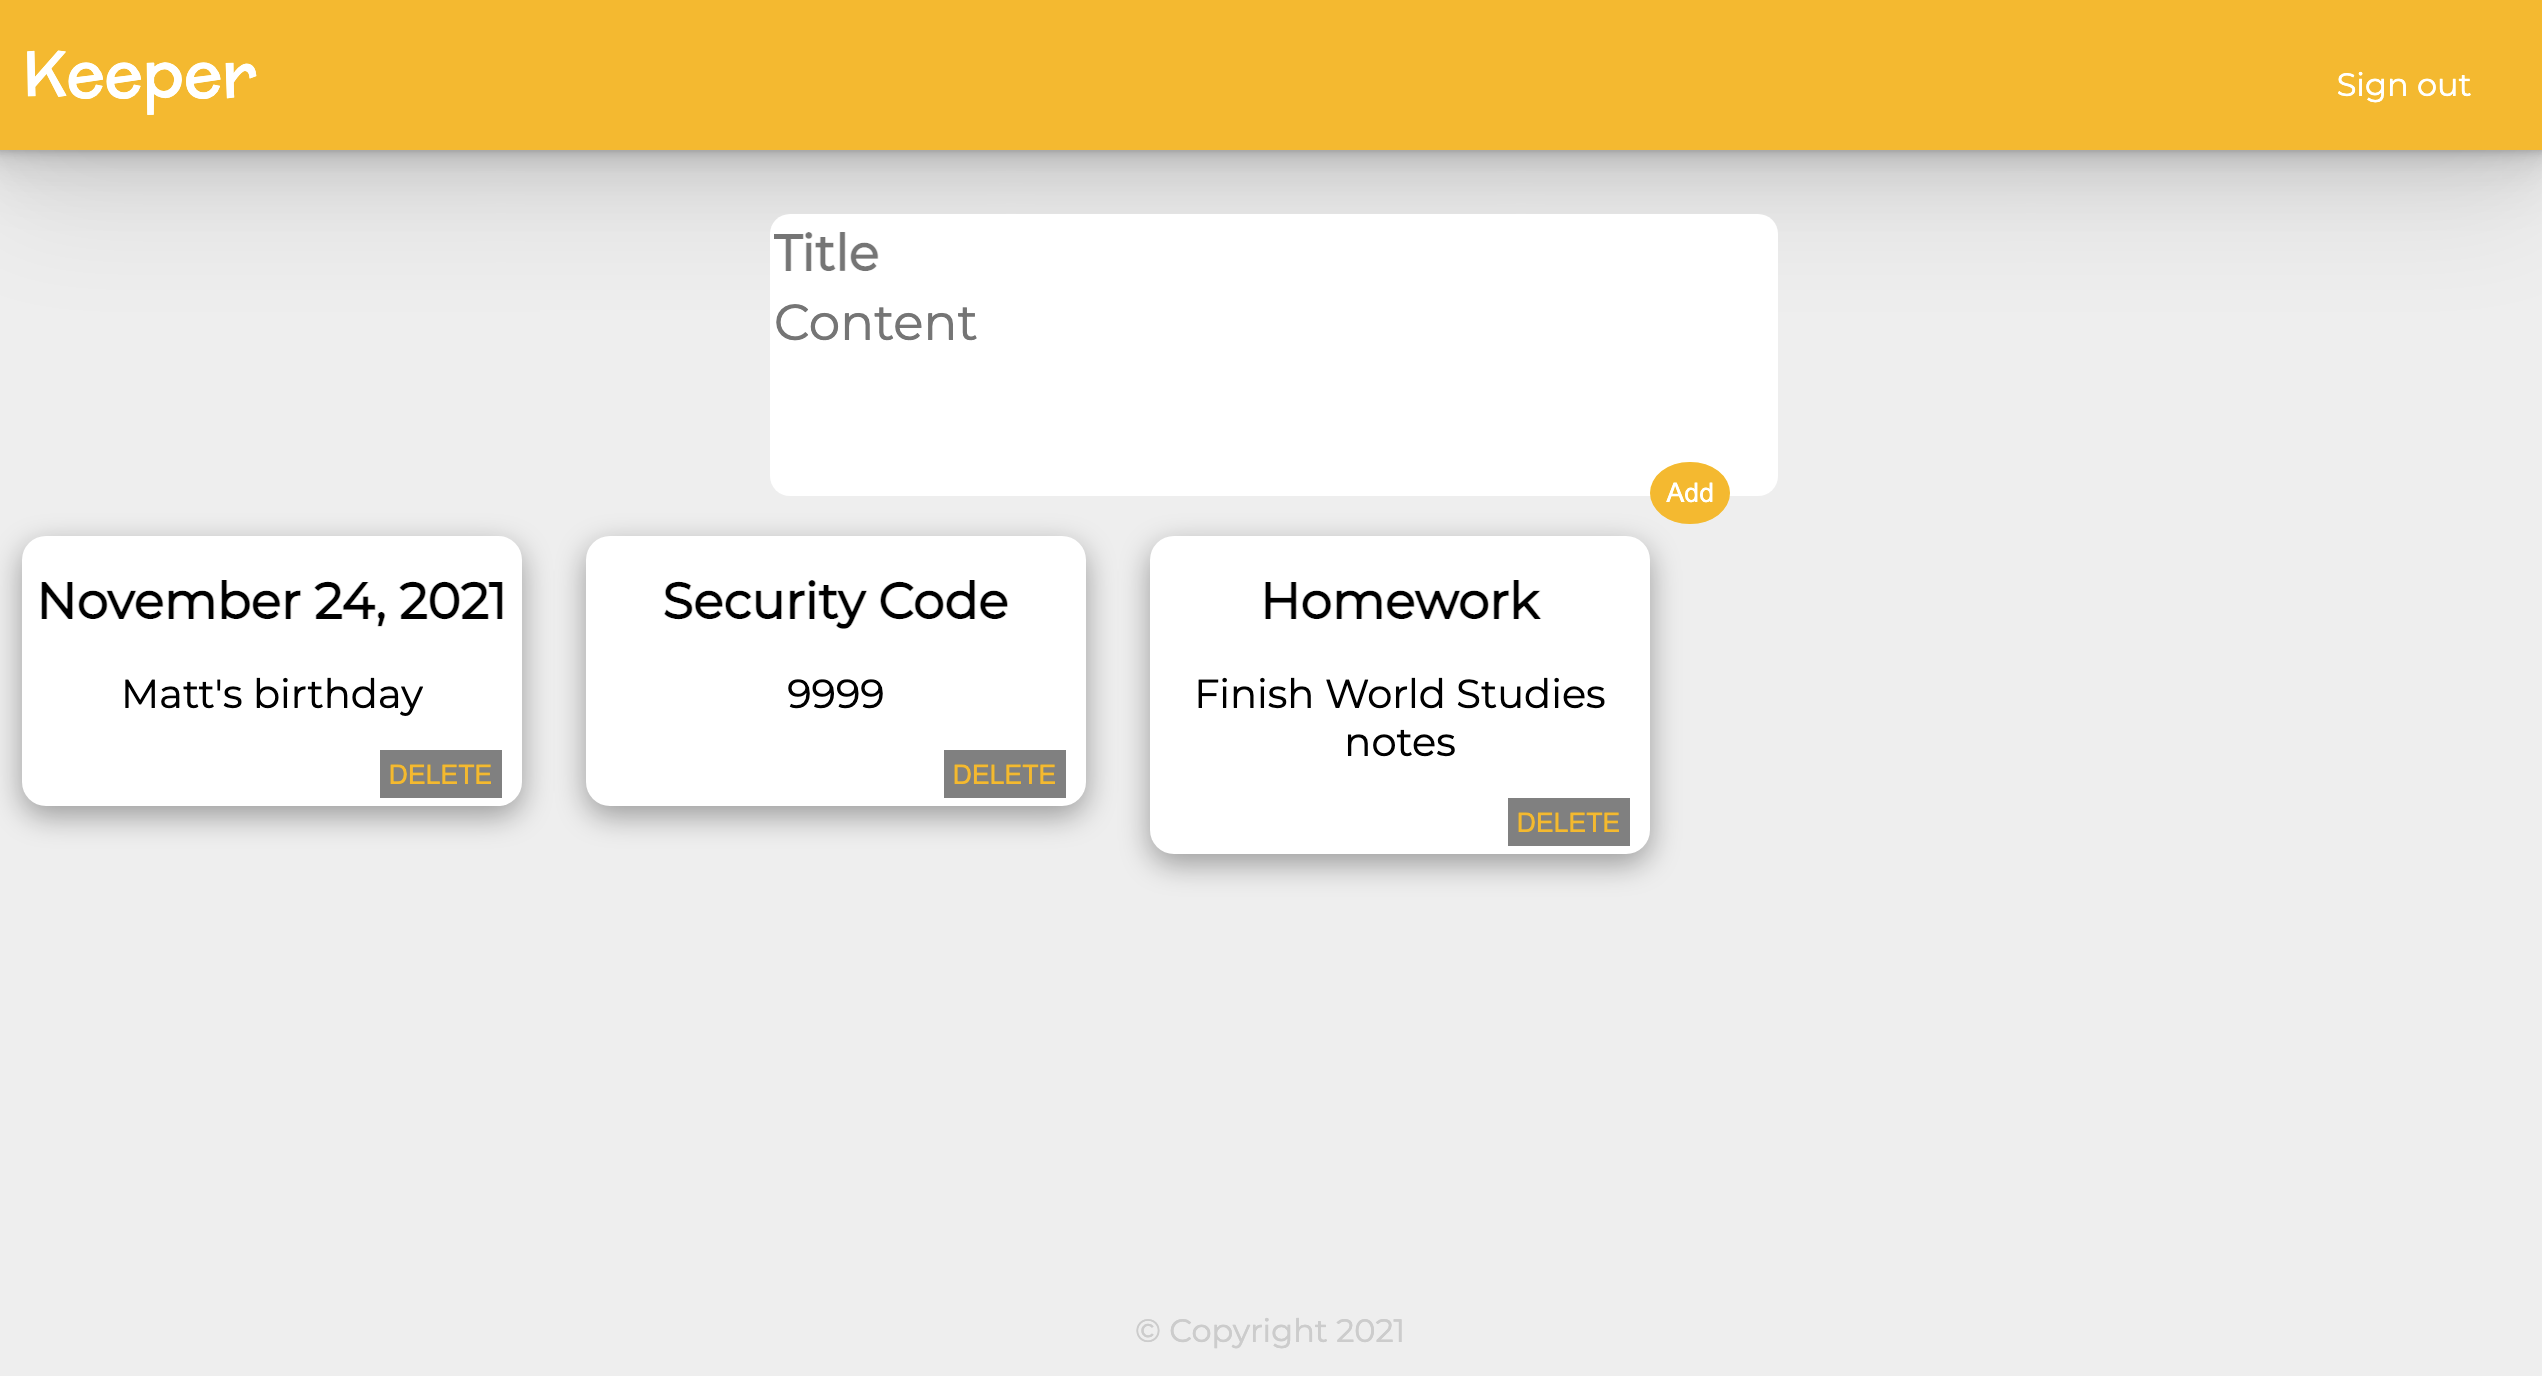 Keeper
Sign out
Title
Content
Add
November 24, 2021
Matt's birthday
DELETE
Security Code
9999
DELETE
Homework
Finish World Studies
notes
DELETE
© Copyright 2021